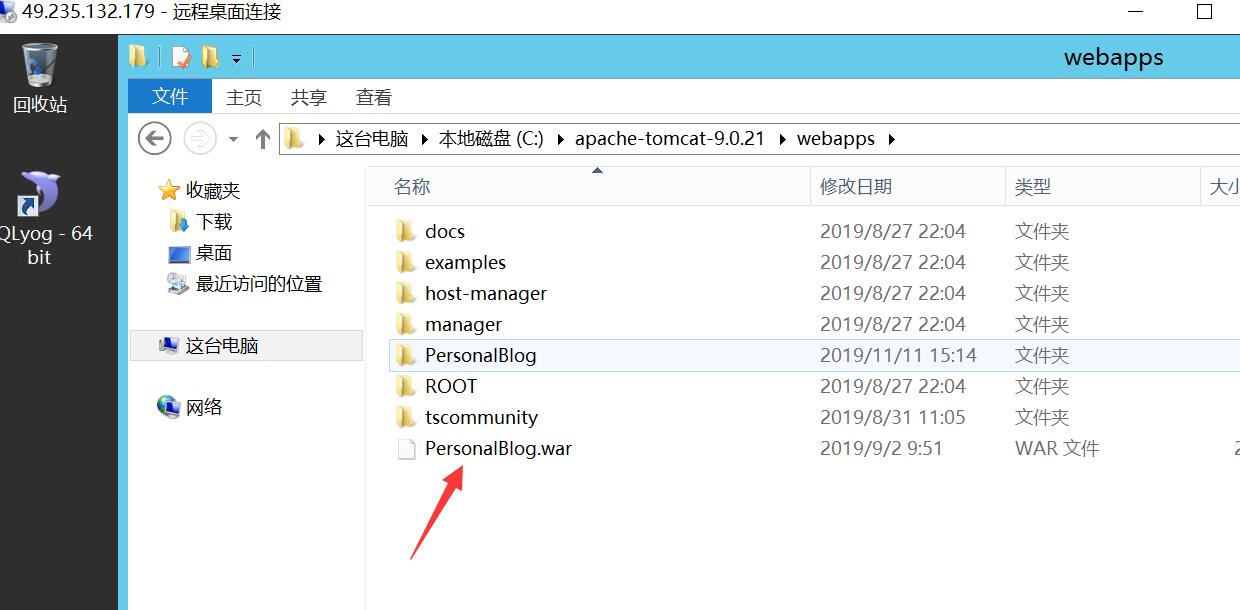 49.235.132.179 - 远程桌面连接
回收站
QLyog - 64
bit
webapps
文件 主页 共享 查看
这台电脑 本地磁盘 (C:) apache-tomcat-9.0.21 webapps
收藏夹
下载
桌面
最近访问的位置
这台电脑
网络
名称 修改日期 类型 大小
docs 2019/8/27 22:04 文件夹
examples 2019/8/27 22:04 文件夹
host-manager 2019/8/27 22:04 文件夹
manager 2019/8/27 22:04 文件夹
PersonalBlog 2019/11/11 15:14 文件夹
ROOT 2019/8/27 22:04 文件夹
tscommunity 2019/8/31 11:05 文件夹
PersonalBlog.war 2019/9/2 9:51 WAR 文件 2